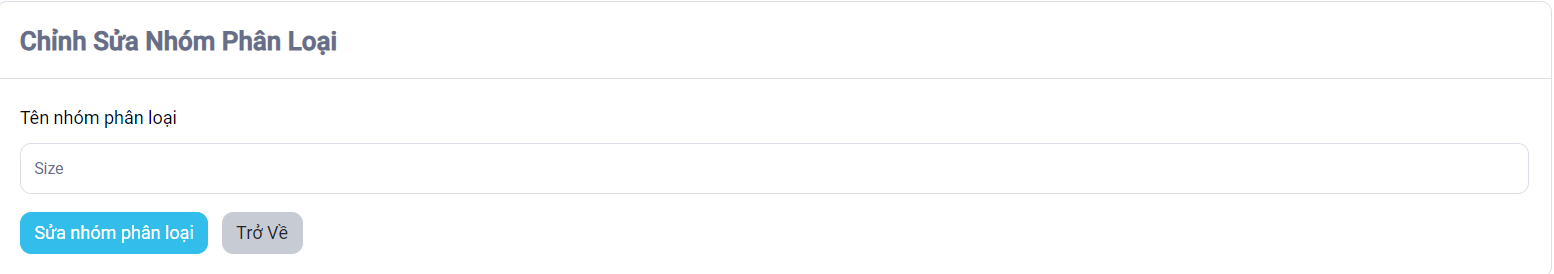 Chỉnh Sửa Nhóm Phân Loại
Tên nhóm phân loại
Size
Sửa nhóm phân loại
Trở Về